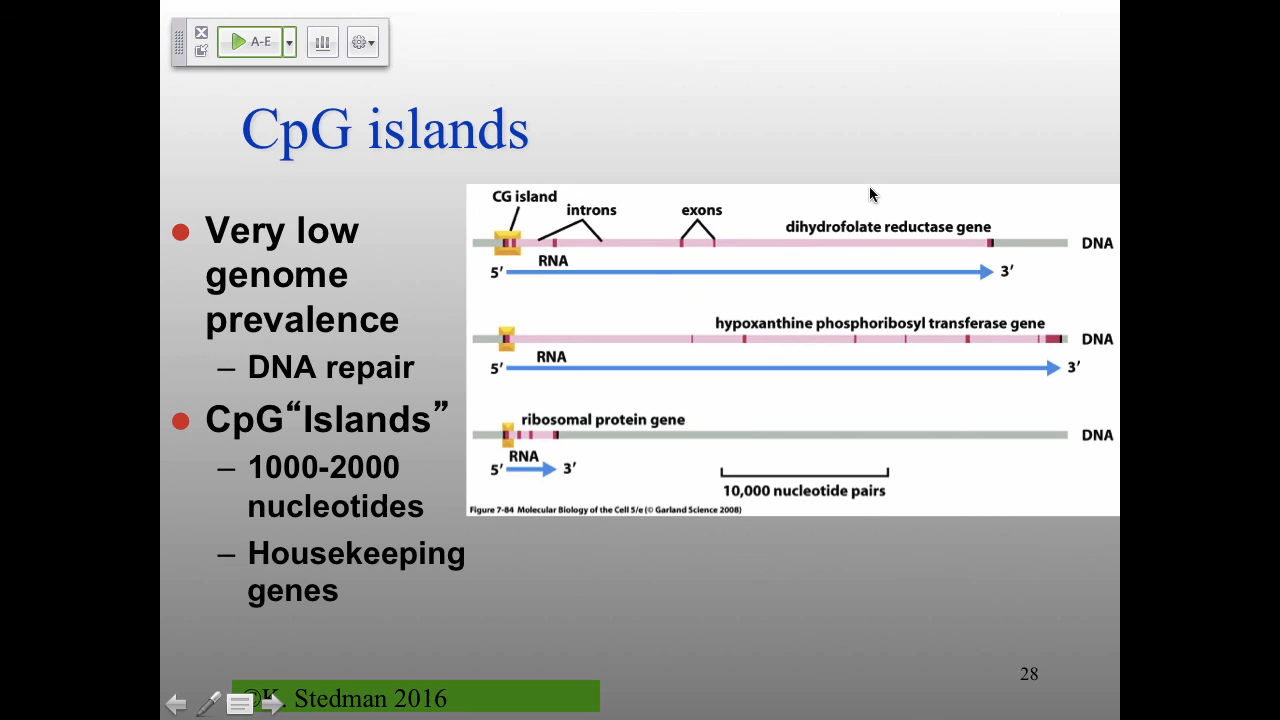 A-E
CpG islands
● Very low
genome
prevalence
– DNA repair
● CpG“Islands”
– 1000-2000
nucleotides
– Housekeeping
genes
CG island
introns
exons
dihydrofolate reductase gene
DNA
RNA
5′
3′
hypoxanthine phosphoribosyl transferase gene
DNA
RNA
5′
3′
ribosomal protein gene
DNA
RNA
5′
3′
10,000 nucleotide pairs
Figure 7-84 Molecular Biology of the Cell 5/e (© Garland Science 2008)
28
©K. Stedman 2016